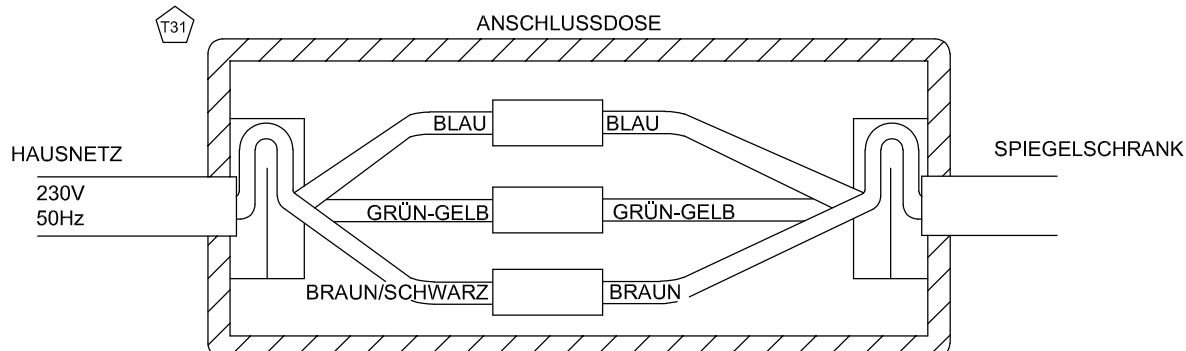 T31
ANSCHLUSSDOSE
BLAU
BLAU
HAUSNETZ
SPIEGELSCHRANK
230V
50Hz
GRÜN-GELB
GRÜN-GELB
BRAUN/SCHWARZ
BRAUN